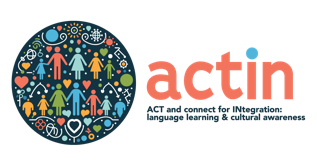 actin
ACT and connect for INtegration:
language learning & cultural awareness